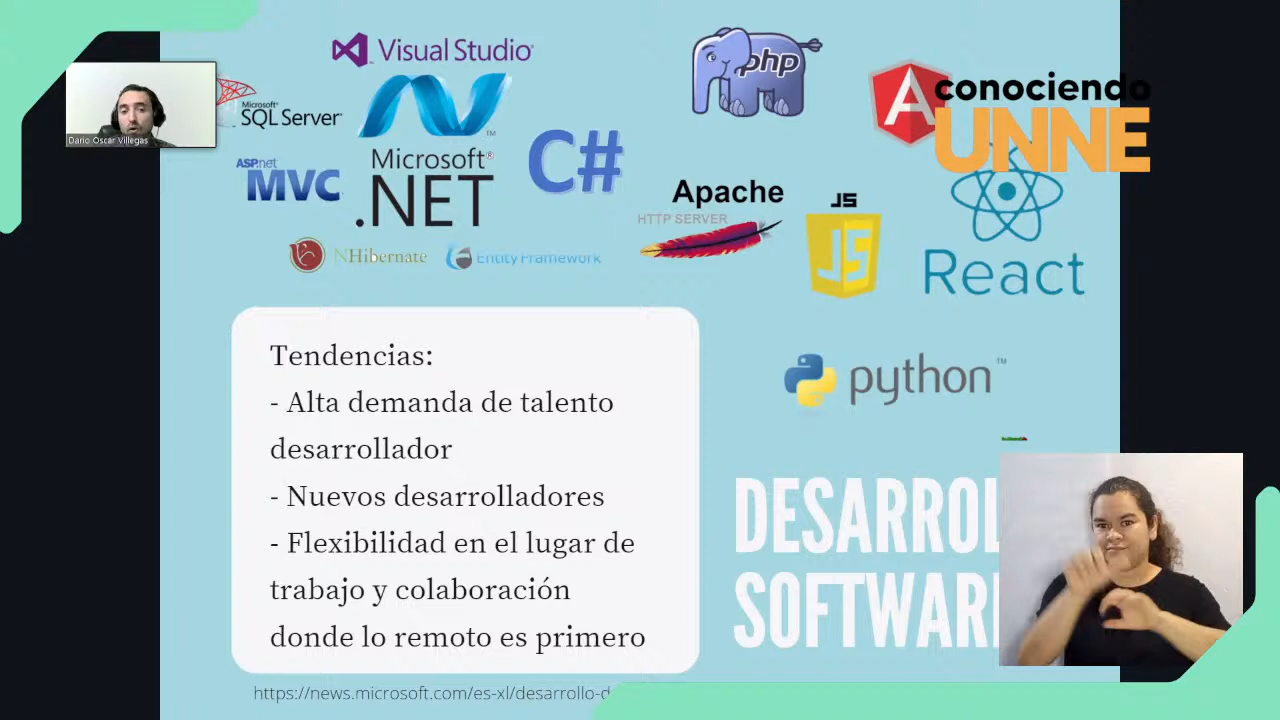 Visual Studio
php
Microsoft
SQL Server
conociendo
UNNE
Dario Oscar Villegas
A
ASP.net
MVC
Microsoft
.NET
C#
Apache
HTTP SERVER
JS
JS
NHibernate
Entity Framework
React
Tendencias:
- Alta demanda de talento
desarrollador
- Nuevos desarrolladores
- Flexibilidad en el lugar de
trabajo y colaboración
donde lo remoto es primero
python
DESARROL
SOFTWAR
https://news.microsoft.com/es-xl/desarrollo-d